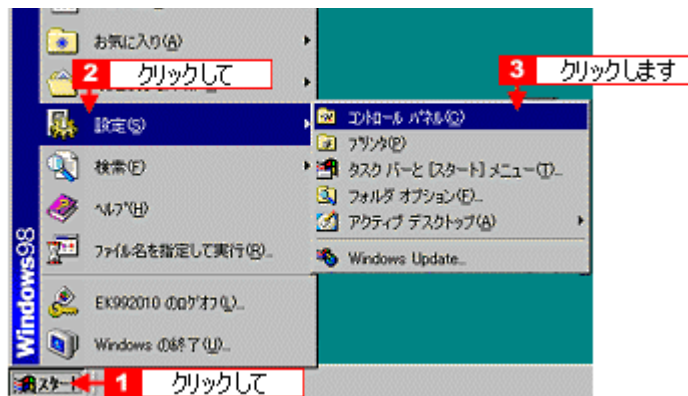 お気に入り(A)
2 クリックして
設定(S)
検索(F)
ヘルプ(H)
ファイル名を指定して実行(R)...
EK992010 のログオフ(L)...
Windows の終了(U)...
Windows98
スタート
1 クリックして
3 クリックします
コントロール パネル(C)
プリンタ(P)
タスク バーと [スタート] メニュー(T)...
フォルダ オプション(F)...
アクティブ デスクトップ(A)
Windows Update...